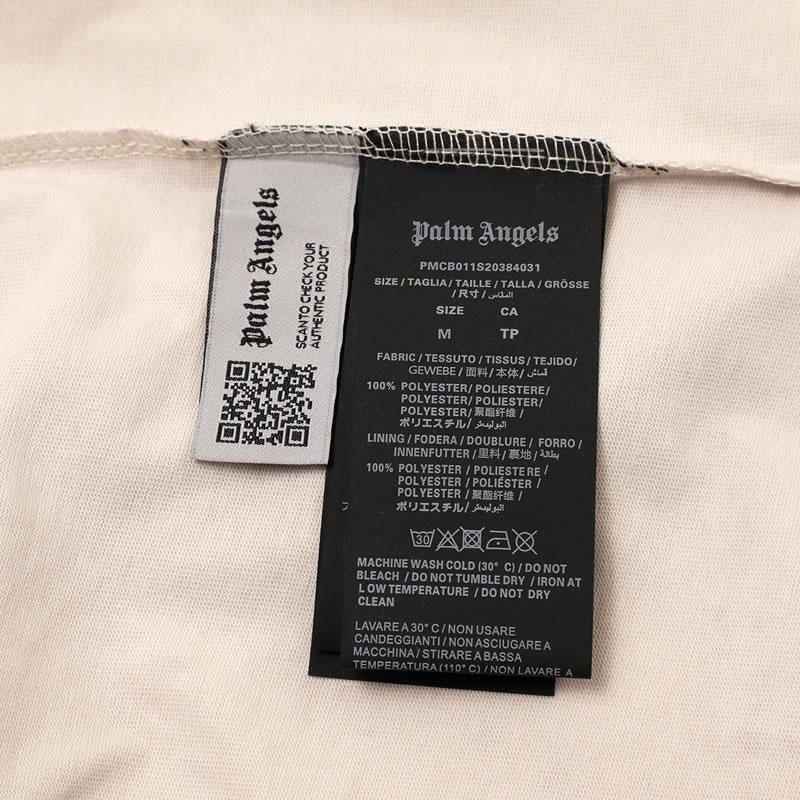 Palm Angels
SCAN TO CHECK YOUR
AUTHENTIC PRODUCT
Palm Angels
PMCB011S20384031
SIZE / TAGLIA / TAILLE / TALLA / GRÖSSE
/ 尺寸 / المقاس
SIZE CA
M TP
FABRIC / TESSUTO / TISSUS / TEJIDO/
GEWEBE / 面料 / 本体 / قماش
100% POLYESTER/ POLIESTERE/
POLYESTER/ POLIESTER/
POLYESTER/ 聚酯纤维 /
ポリエステル / البوليستر
LINING / FODERA / DOUBLURE / FORRO /
INNENFUTTER / 里料 / 裏地 / بطانة
100% POLYESTER / POLIESTERE /
POLYESTER / POLIÉSTER /
POLYESTER / 聚酯纤维 /
ポリエステル / البوليستر
30
MACHINE WASH COLD (30° C) / DO NOT
BLEACH / DO NOT TUMBLE DRY / IRON AT
LOW TEMPERATURE / DO NOT DRY
CLEAN
LAVARE A 30° C / NON USARE
CANDEGGIANTI / NON ASCIUGARE A
MACCHINA / STIRARE A BASSA
TEMPERATURA (110° C) / NON LAVARE A